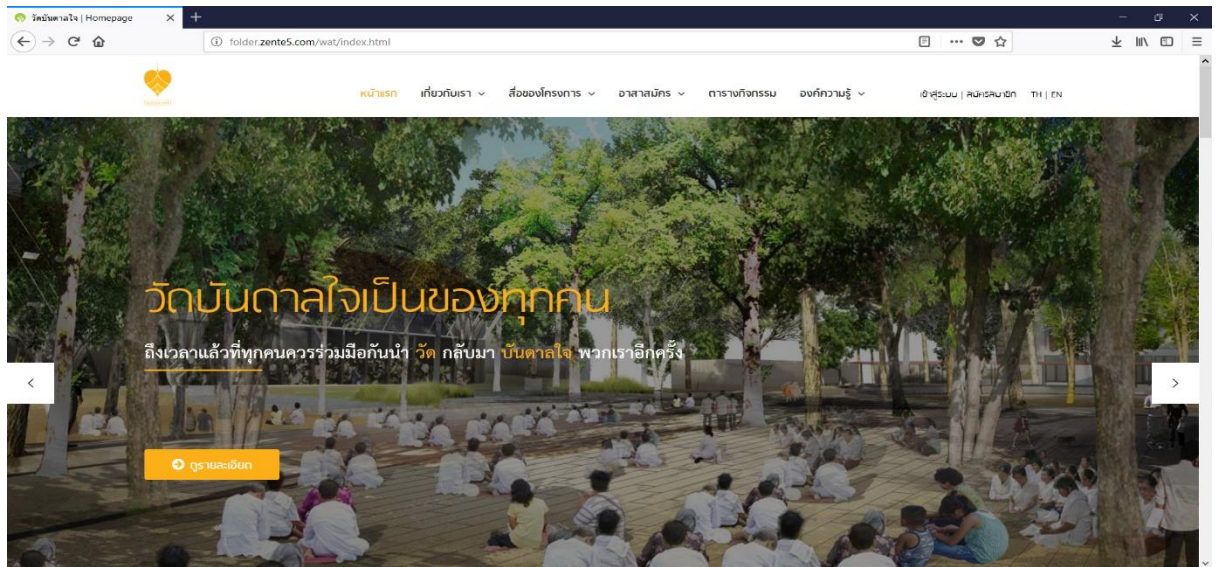 วัดบันดาลใจ | Homepage
folder.zente5.com/wat/index.html
หน้าแรก เกี่ยวกับเรา สื่อของโครงการ อาสาสมัคร ตารางกิจกรรม องค์ความรู้ เข้าสู่ระบบ | สมัครสมาชิก TH | EN
วัดบันดาลใจเป็นของทุกคน
ถึงเวลาแล้วที่ทุกคนควรร่วมมือกันนำ วัด กลับมา บันดาลใจ พวกเราอีกครั้ง
ดูรายละเอียด